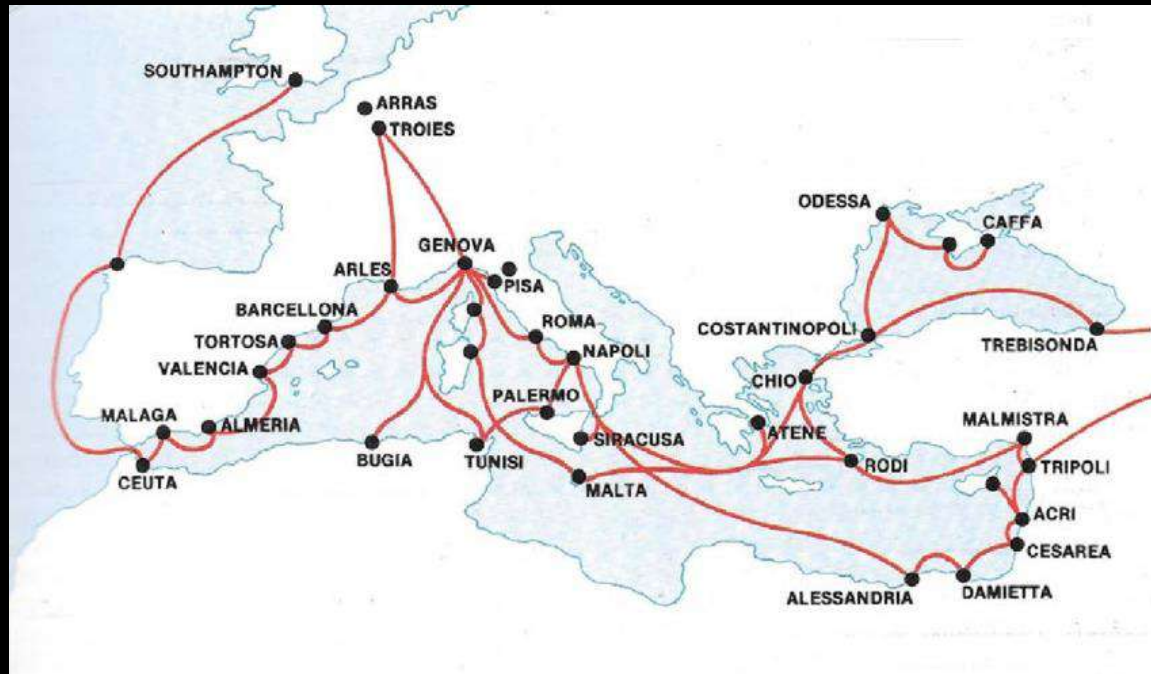 SOUTHAMPTON
ARRAS
TROIES
ODESSA
CAFFA
GENOVA
ARLES
PISA
BARCELLONA
ROMA
COSTANTINOPOLI
TORTOSA
NAPOLI
TREBISONDA
VALENCIA
CHIO
PALERMO
MALAGA
ALMERIA
MALMISTRA
ATENE
SIRACUSA
BUGIA
TUNISI
RODI
TRIPOLI
CEUTA
MALTA
ACRI
CESAREA
ALESSANDRIA
DAMIETTA